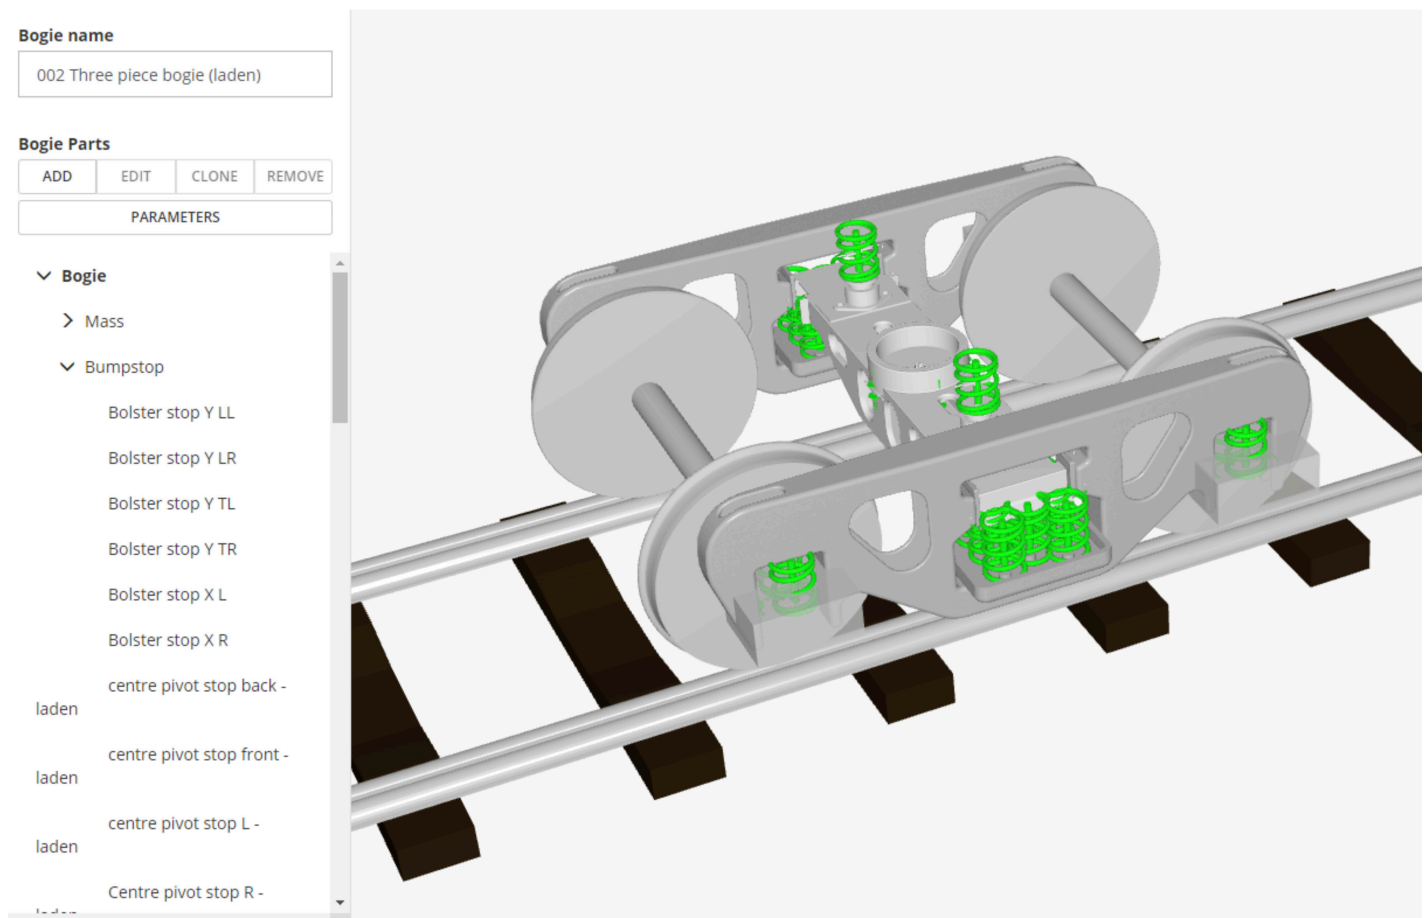 Bogie name
002 Three piece bogie (laden)
Bogie Parts
ADD EDIT CLONE REMOVE
PARAMETERS
Bogie
Mass
Bumpstop
Bolster stop Y LL
Bolster stop Y LR
Bolster stop Y TL
Bolster stop Y TR
Bolster stop X L
Bolster stop X R
centre pivot stop back -
laden
centre pivot stop front -
laden
centre pivot stop L -
laden
Centre pivot stop R -
laden